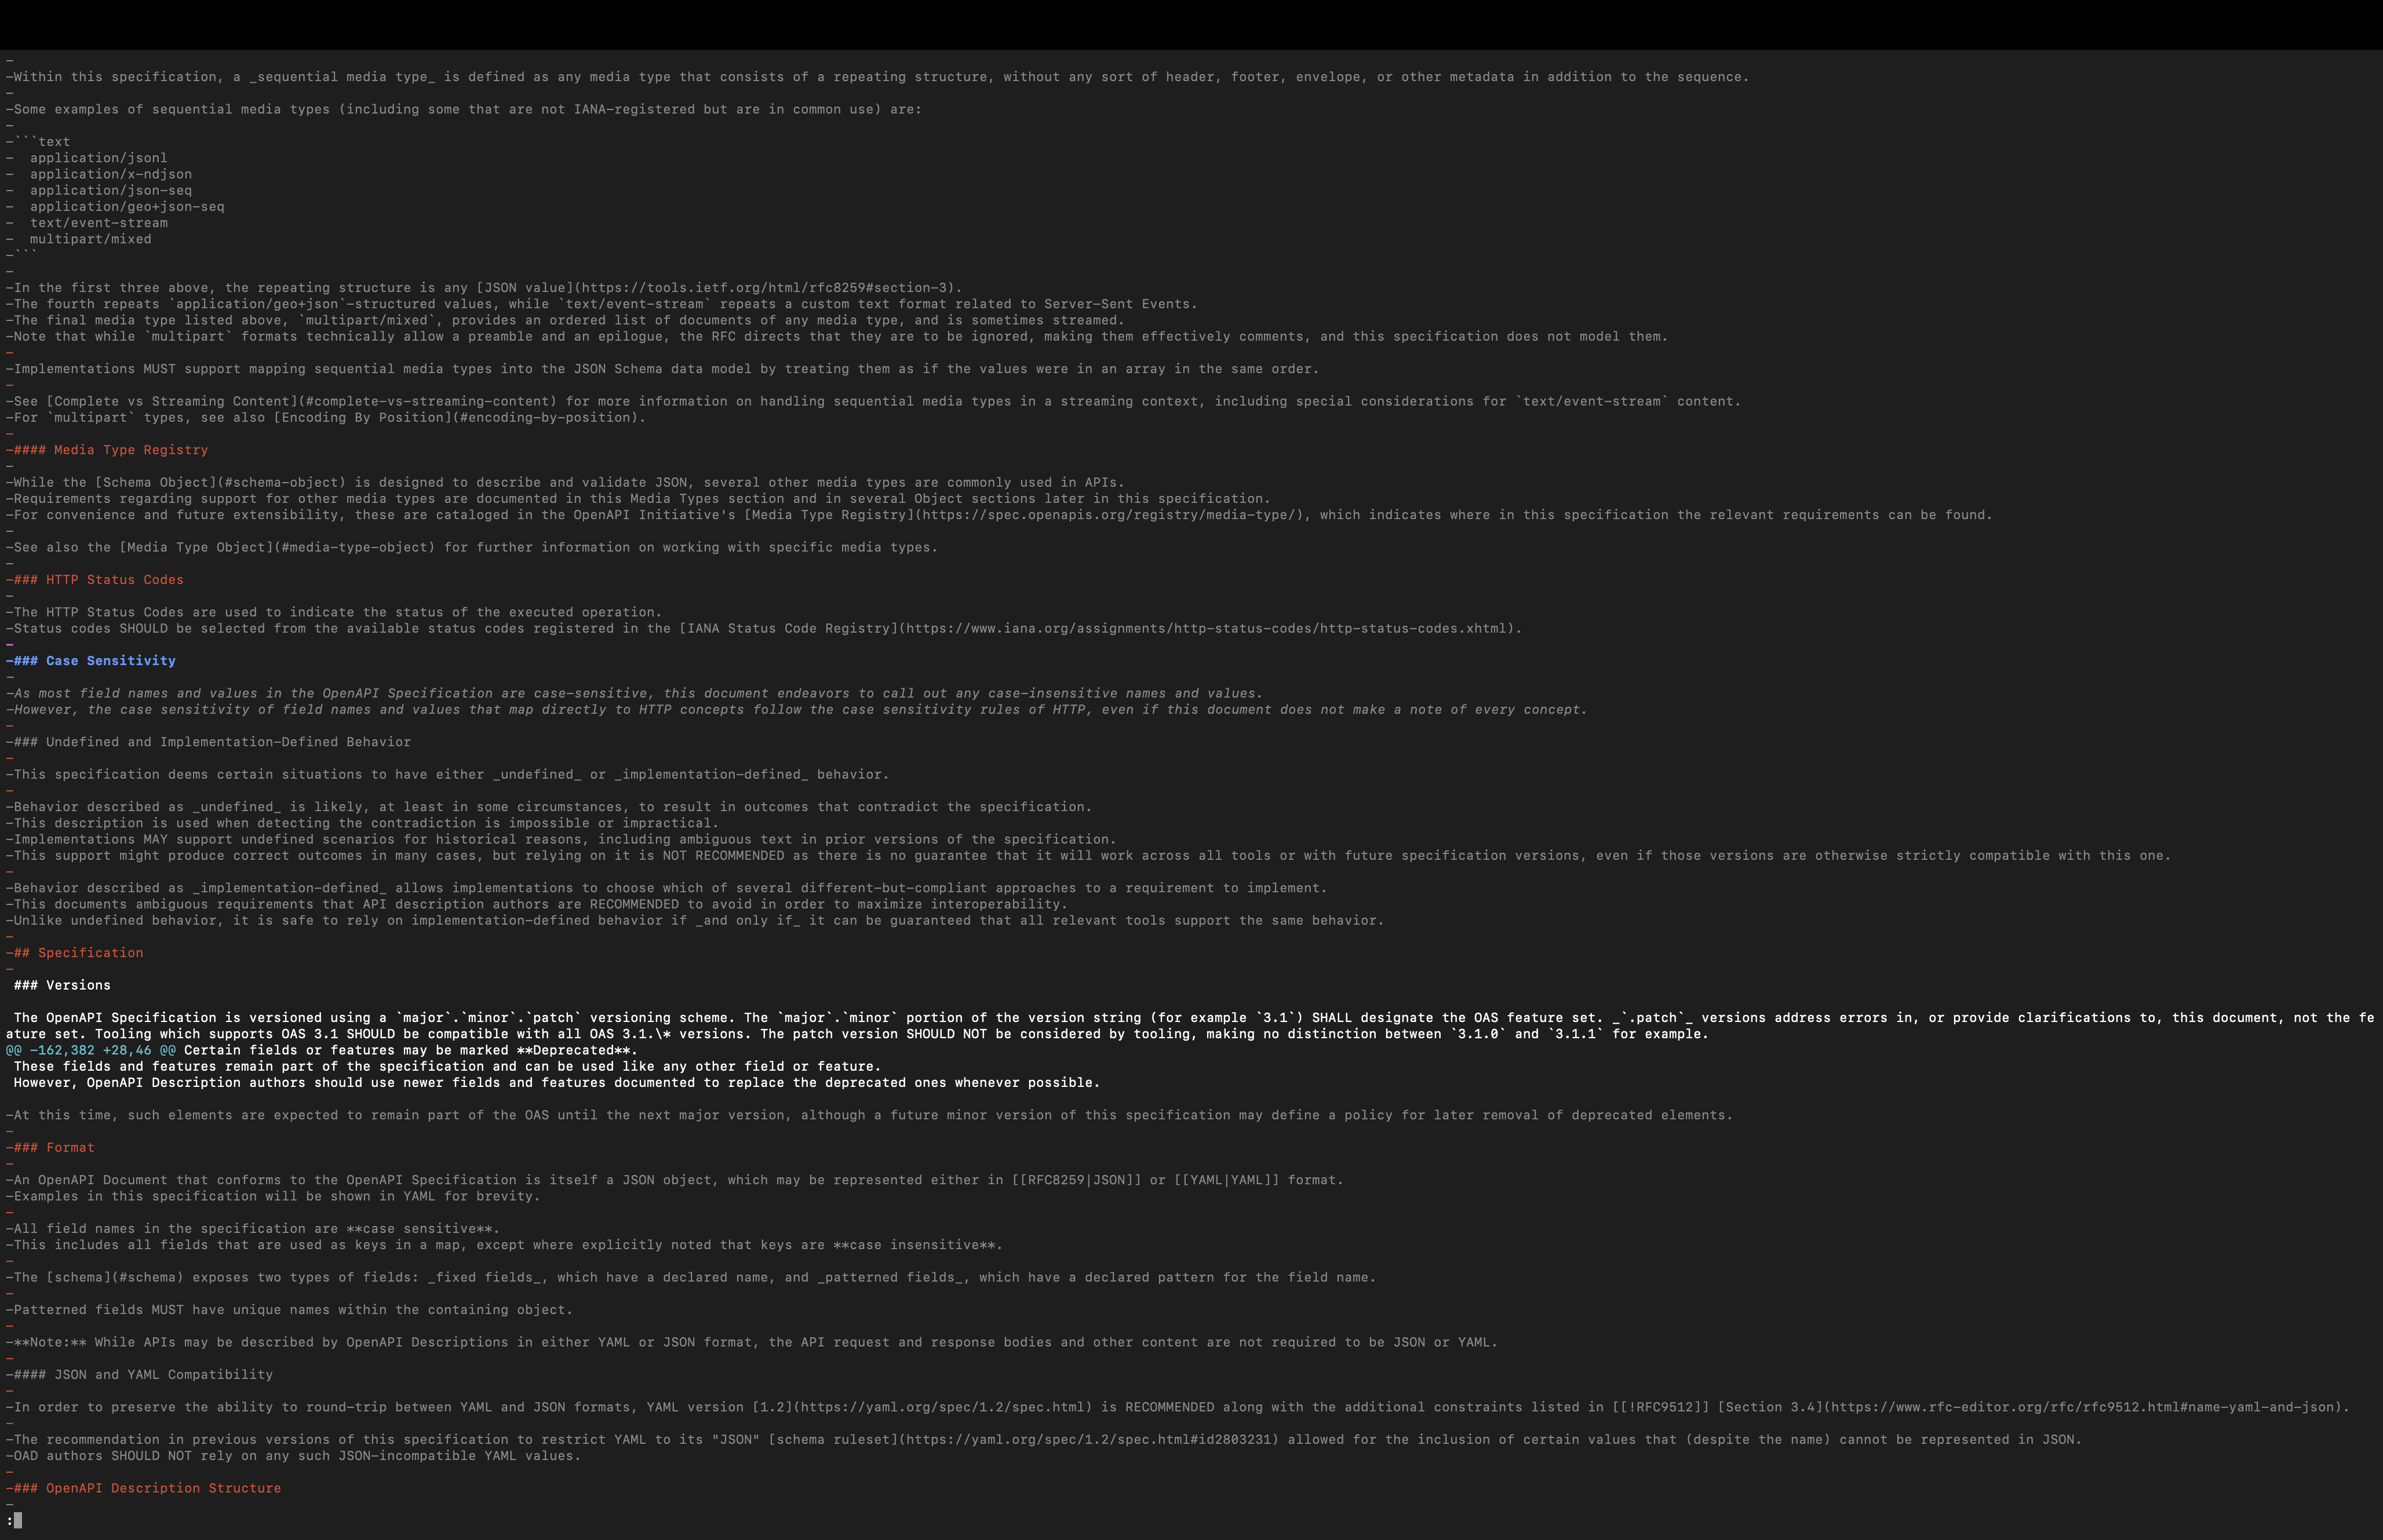 -
-Within this specification, a _sequential media type_ is defined as any media type that consists of a repeating structure, without any sort of header, footer, envelope, or other metadata in addition to the sequence.
-
-Some examples of sequential media types (including some that are not IANA-registered but are in common use) are:
-
-```text
-  application/jsonl
-  application/x-ndjson
-  application/json-seq
-  application/geo+json-seq
-  text/event-stream
-  multipart/mixed
-```
-
-In the first three above, the repeating structure is any [JSON value](https://tools.ietf.org/html/rfc8259#section-3).
-The fourth repeats `application/geo+json`-structured values, while `text/event-stream` repeats a custom text format related to Server-Sent Events.
-The final media type listed above, `multipart/mixed`, provides an ordered list of documents of any media type, and is sometimes streamed.
-Note that while `multipart` formats technically allow a preamble and an epilogue, the RFC directs that they are to be ignored, making them effectively comments, and this specification does not model them.
-
-Implementations MUST support mapping sequential media types into the JSON Schema data model by treating them as if the values were in an array in the same order.
-
-See [Complete vs Streaming Content](#complete-vs-streaming-content) for more information on handling sequential media types in a streaming context, including special considerations for `text/event-stream` content.
-For `multipart` types, see also [Encoding By Position](#encoding-by-position).
-
-#### Media Type Registry
-
-While the [Schema Object](#schema-object) is designed to describe and validate JSON, several other media types are commonly used in APIs.
-Requirements regarding support for other media types are documented in this Media Types section and in several Object sections later in this specification.
-For convenience and future extensibility, these are cataloged in the OpenAPI Initiative's [Media Type Registry](https://spec.openapis.org/registry/media-type/), which indicates where in this specification the relevant requirements can be found.
-
-See also the [Media Type Object](#media-type-object) for further information on working with specific media types.
-
-### HTTP Status Codes
-
-The HTTP Status Codes are used to indicate the status of the executed operation.
-Status codes SHOULD be selected from the available status codes registered in the [IANA Status Code Registry](https://www.iana.org/assignments/http-status-codes/http-status-codes.xhtml).
-
-### Case Sensitivity
-
-As most field names and values in the OpenAPI Specification are case-sensitive, this document endeavors to call out any case-insensitive names and values.
-However, the case sensitivity of field names and values that map directly to HTTP concepts follow the case sensitivity rules of HTTP, even if this document does not make a note of every concept.
-
-### Undefined and Implementation-Defined Behavior
-
-This specification deems certain situations to have either _undefined_ or _implementation-defined_ behavior.
-
-Behavior described as _undefined_ is likely, at least in some circumstances, to result in outcomes that contradict the specification.
-This description is used when detecting the contradiction is impossible or impractical.
-Implementations MAY support undefined scenarios for historical reasons, including ambiguous text in prior versions of the specification.
-This support might produce correct outcomes in many cases, but relying on it is NOT RECOMMENDED as there is no guarantee that it will work across all tools or with future specification versions, even if those versions are otherwise strictly compatible with this one.
-
-Behavior described as _implementation-defined_ allows implementations to choose which of several different-but-compliant approaches to a requirement to implement.
-This documents ambiguous requirements that API description authors are RECOMMENDED to avoid in order to maximize interoperability.
-Unlike undefined behavior, it is safe to rely on implementation-defined behavior if _and only if_ it can be guaranteed that all relevant tools support the same behavior.
-
-## Specification
-
 ### Versions

 The OpenAPI Specification is versioned using a `major`.`minor`.`patch` versioning scheme. The `major`.`minor` portion of the version string (for example `3.1`) SHALL designate the OAS feature set. _`.patch`_ versions address errors in, or provide clarifications to, this document, not the fe
ature set. Tooling which supports OAS 3.1 SHOULD be compatible with all OAS 3.1.\* versions. The patch version SHOULD NOT be considered by tooling, making no distinction between `3.1.0` and `3.1.1` for example.
@@ -162,382 +28,46 @@ Certain fields or features may be marked **Deprecated**.
 These fields and features remain part of the specification and can be used like any other field or feature.
 However, OpenAPI Description authors should use newer fields and features documented to replace the deprecated ones whenever possible.

-At this time, such elements are expected to remain part of the OAS until the next major version, although a future minor version of this specification may define a policy for later removal of deprecated elements.
-
-### Format
-
-An OpenAPI Document that conforms to the OpenAPI Specification is itself a JSON object, which may be represented either in [[RFC8259|JSON]] or [[YAML|YAML]] format.
-Examples in this specification will be shown in YAML for brevity.
-
-All field names in the specification are **case sensitive**.
-This includes all fields that are used as keys in a map, except where explicitly noted that keys are **case insensitive**.
-
-The [schema](#schema) exposes two types of fields: _fixed fields_, which have a declared name, and _patterned fields_, which have a declared pattern for the field name.
-
-Patterned fields MUST have unique names within the containing object.
-
-**Note:** While APIs may be described by OpenAPI Descriptions in either YAML or JSON format, the API request and response bodies and other content are not required to be JSON or YAML.
-
-#### JSON and YAML Compatibility
-
-In order to preserve the ability to round-trip between YAML and JSON formats, YAML version [1.2](https://yaml.org/spec/1.2/spec.html) is RECOMMENDED along with the additional constraints listed in [[!RFC9512]] [Section 3.4](https://www.rfc-editor.org/rfc/rfc9512.html#name-yaml-and-json).
-
-The recommendation in previous versions of this specification to restrict YAML to its "JSON" [schema ruleset](https://yaml.org/spec/1.2/spec.html#id2803231) allowed for the inclusion of certain values that (despite the name) cannot be represented in JSON.
-OAD authors SHOULD NOT rely on any such JSON-incompatible YAML values.
-
-### OpenAPI Description Structure
-
: